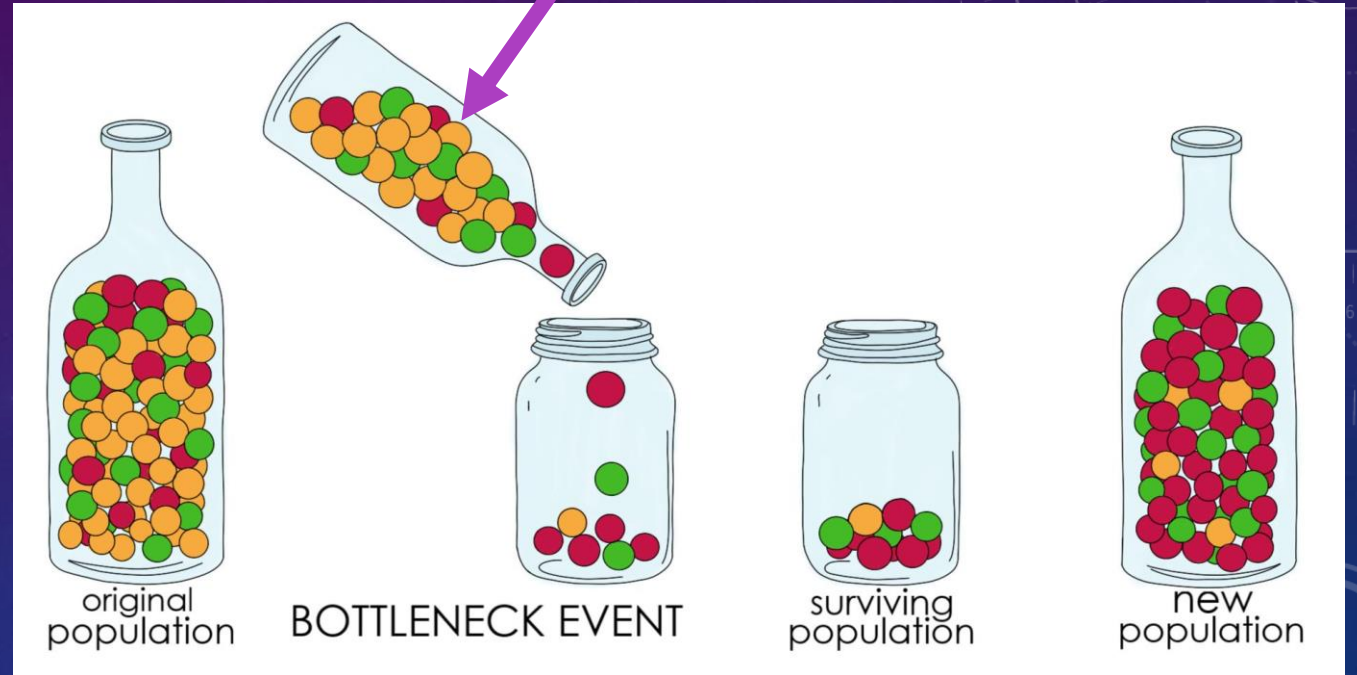 original
population
BOTTLENECK EVENT
surviving
population
new
population